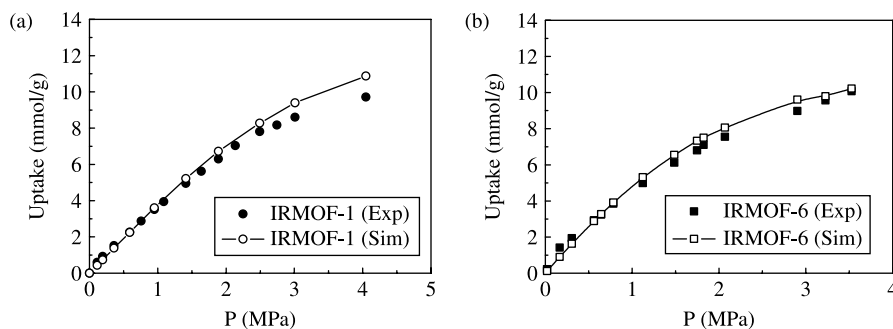 (a)
14
12
10
8
6
4
2
0
Uptake (mmol/g)
IRMOF-1 (Exp)
IRMOF-1 (Sim)
0 1 2 3 4 5
P (MPa)
(b)
14
12
10
8
6
4
2
0
Uptake (mmol/g)
IRMOF-6 (Exp)
IRMOF-6 (Sim)
0 1 2 3 4
P (MPa)